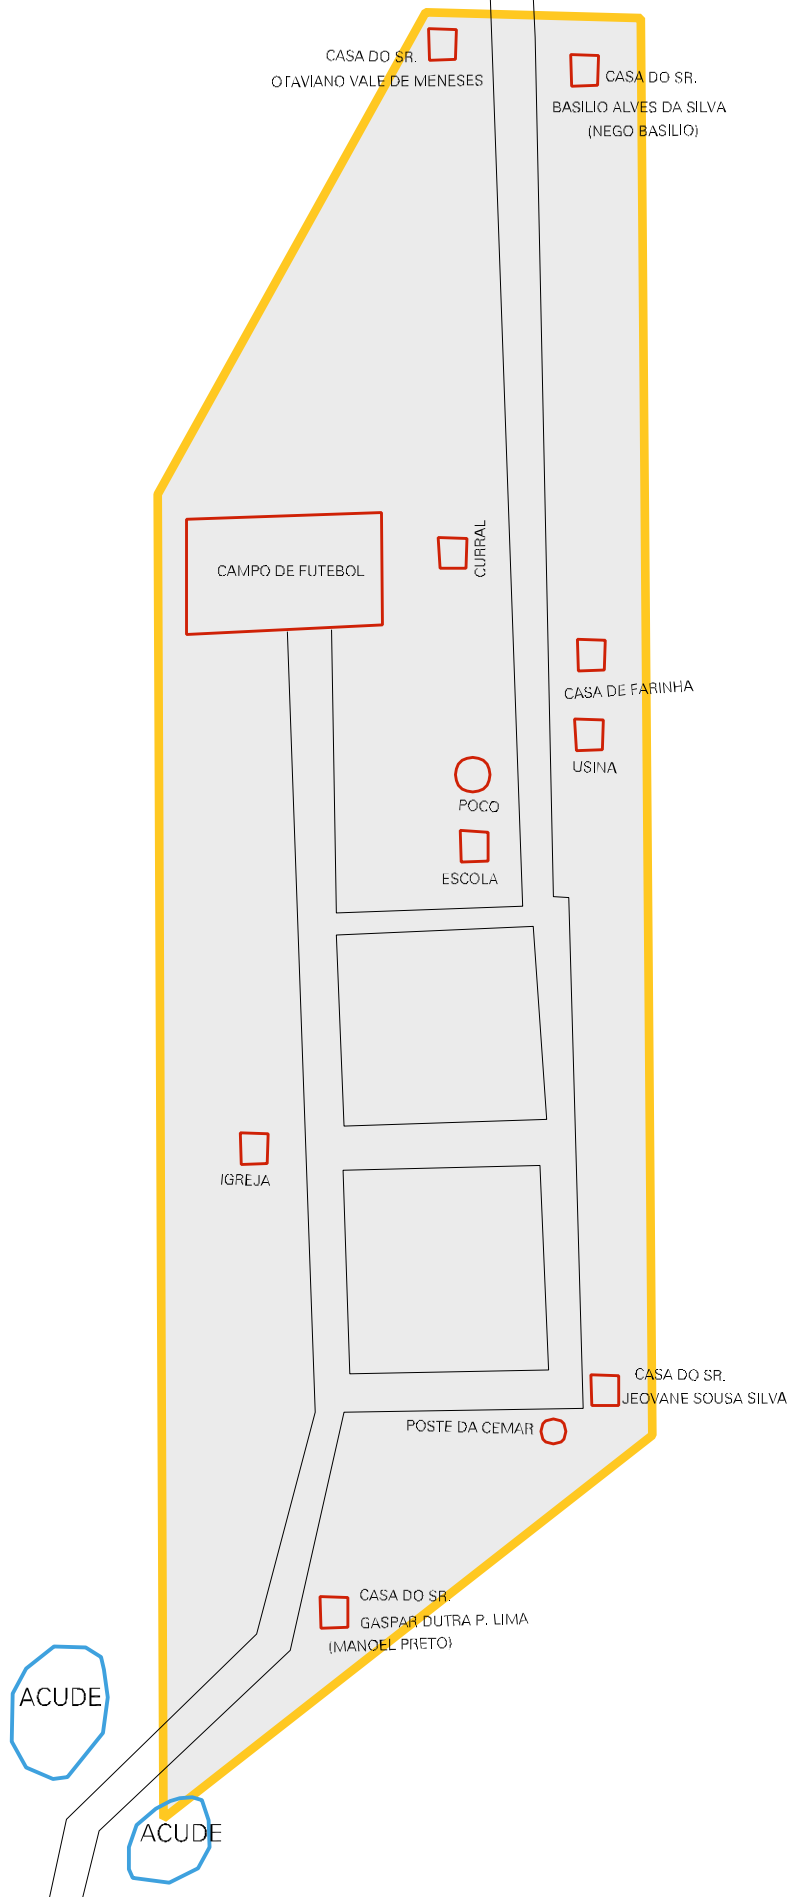 CASA DO SR.
OTAVIANO VALE DE MENESES
CASA DO SR.
BASILIO ALVES DA SILVA
(NEGO BASILIO)
CURRAL
CAMPO DE FUTEBOL
CASA DE FARINHA
USINA
POCO
ESCOLA
IGREJA
CASA DO SR.
JEOVANE SOUSA SILVA
POSTE DA CEMAR
CASA DO SR.
GASPAR DUTRA P. LIMA
(MANOEL PRETO)
ACUDE
ACUDE